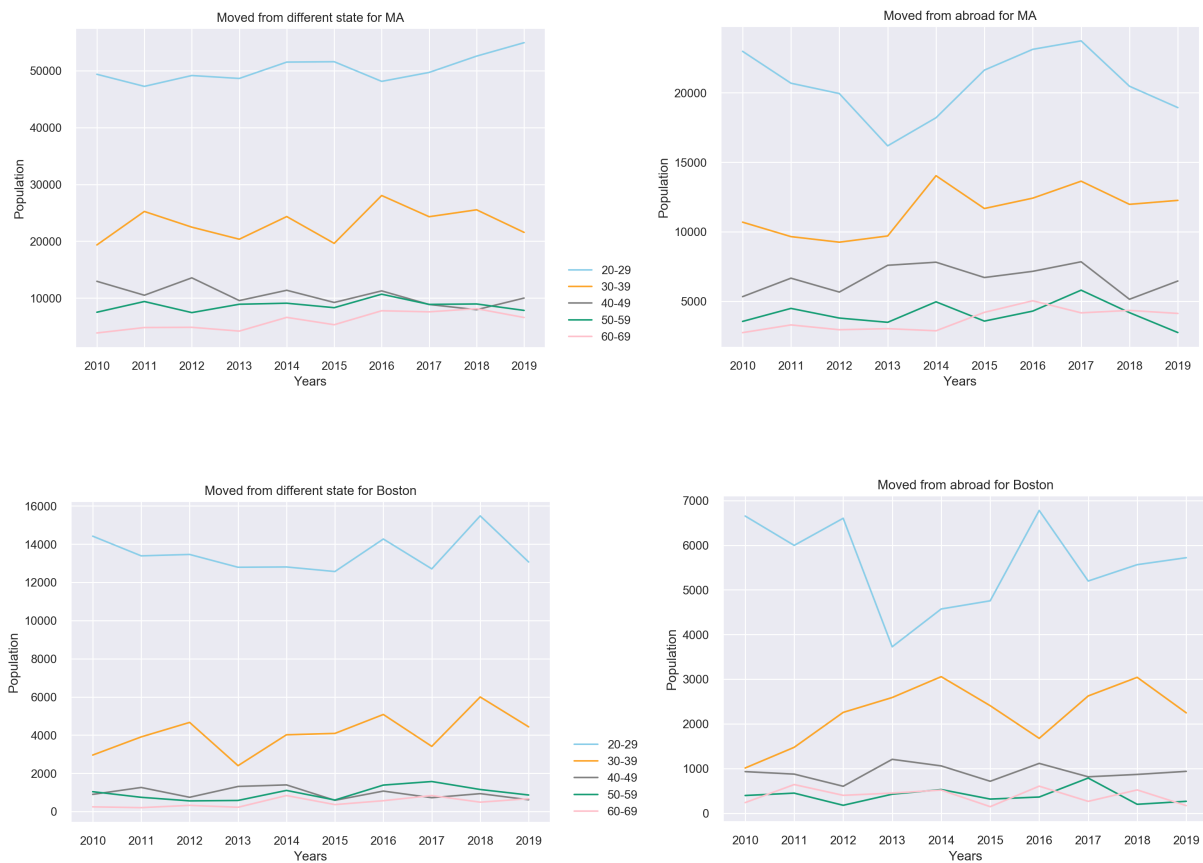 Moved from different state for MA
50000
40000
30000
20000
10000
Population
2010 2011 2012 2013 2014 2015 2016 2017 2018 2019
Years
20-29
30-39
40-49
50-59
60-69
Moved from abroad for MA
20000
15000
10000
5000
Population
2010 2011 2012 2013 2014 2015 2016 2017 2018 2019
Years
Moved from different state for Boston
16000
14000
12000
10000
8000
6000
4000
2000
0
Population
2010 2011 2012 2013 2014 2015 2016 2017 2018 2019
Years
20-29
30-39
40-49
50-59
60-69
Moved from abroad for Boston
7000
6000
5000
4000
3000
2000
1000
0
Population
2010 2011 2012 2013 2014 2015 2016 2017 2018 2019
Years